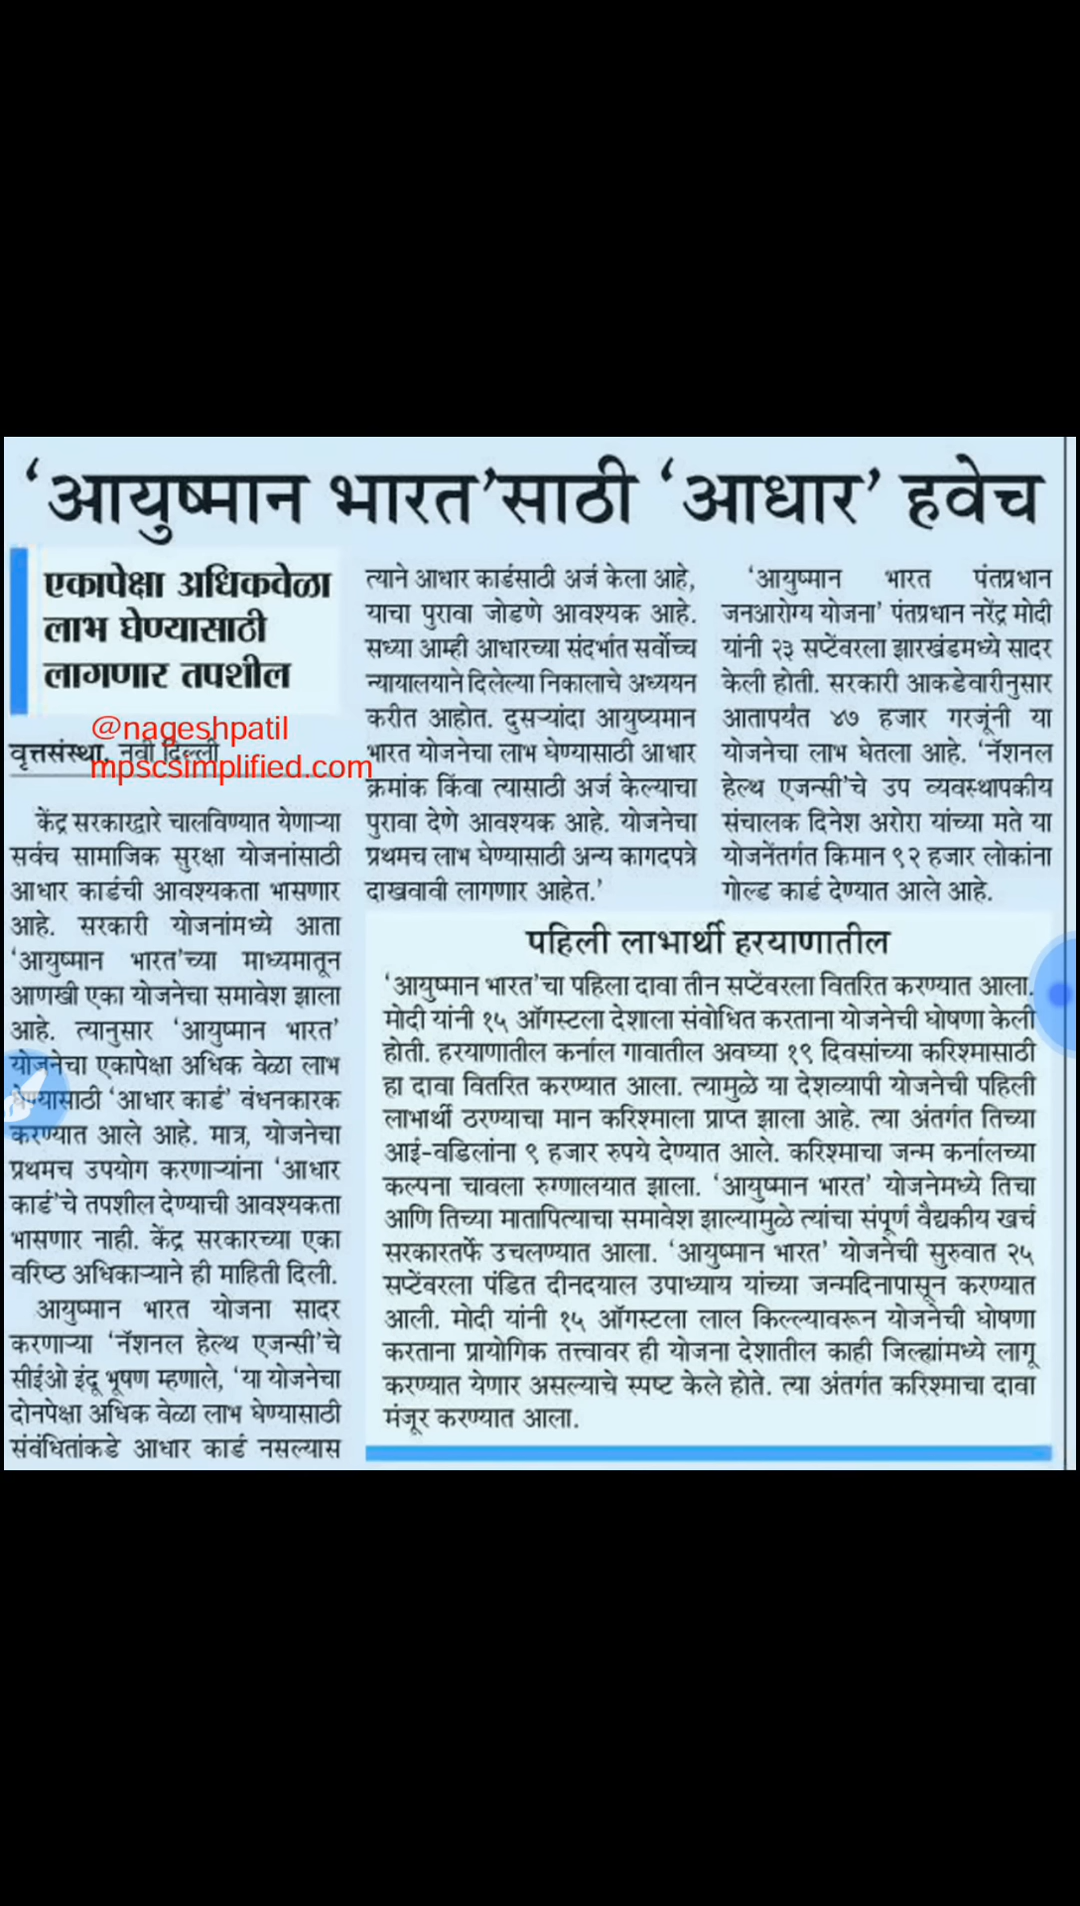 ‘आयुष्मान भारत’साठी ‘आधार’ हवेच
एकापेक्षा अधिकवेळा
लाभ घेण्यासाठी
लागणार तपशील
@nageshpatil
वृत्तसंस्था, नवी दिल्ली
mpscsimplified.com
केंद्र सरकारद्वारे चालविण्यात येणाऱ्या
सर्वच सामाजिक सुरक्षा योजनांसाठी
आधार कार्डची आवश्यकता भासणार
आहे. सरकारी योजनांमध्ये आता
‘आयुष्मान भारत’च्या माध्यमातून
आणखी एका योजनेचा समावेश झाला
आहे. त्यानुसार ‘आयुष्मान भारत’
योजनेचा एकापेक्षा अधिक वेळा लाभ
घेण्यासाठी ‘आधार कार्ड’ बंधनकारक
करण्यात आले आहे. मात्र, योजनेचा
प्रथमच उपयोग करणाऱ्यांना ‘आधार
कार्ड’चे तपशील देण्याची आवश्यकता
भासणार नाही. केंद्र सरकारच्या एका
वरिष्ठ अधिकाऱ्याने ही माहिती दिली.
आयुष्मान भारत योजना सादर
करणाऱ्या ‘नॅशनल हेल्थ एजन्सी’चे
सीईओ इंदू भूषण म्हणाले, ‘या योजनेचा
दोनपेक्षा अधिक वेळा लाभ घेण्यासाठी
संबंधितांकडे आधार कार्ड नसल्यास
त्याने आधार कार्डसाठी अर्ज केला आहे,
याचा पुरावा जोडणे आवश्यक आहे.
सध्या आम्ही आधारच्या संदर्भात सर्वोच्च
न्यायालयाने दिलेल्या निकालाचे अध्ययन
करीत आहोत. दुसऱ्यांदा आयुष्यमान
भारत योजनेचा लाभ घेण्यासाठी आधार
क्रमांक किंवा त्यासाठी अर्ज केल्याचा
पुरावा देणे आवश्यक आहे. योजनेचा
प्रथमच लाभ घेण्यासाठी अन्य कागदपत्रे
दाखवावी लागणार आहेत.’
‘आयुष्मान भारत पंतप्रधान
जनआरोग्य योजना’ पंतप्रधान नरेंद्र मोदी
यांनी २३ सप्टेंबरला झारखंडमध्ये सादर
केली होती. सरकारी आकडेवारीनुसार
आतापर्यंत ४७ हजार गरजूंनी या
योजनेचा लाभ घेतला आहे. ‘नॅशनल
हेल्थ एजन्सी’चे उप व्यवस्थापकीय
संचालक दिनेश अरोरा यांच्या मते या
योजनेंतर्गत किमान ९२ हजार लोकांना
गोल्ड कार्ड देण्यात आले आहे.
पहिली लाभार्थी हरयाणातील
‘आयुष्मान भारत’चा पहिला दावा तीन सप्टेंबरला वितरित करण्यात आला.
मोदी यांनी १५ ऑगस्टला देशाला संबोधित करताना योजनेची घोषणा केली
होती. हरयाणातील कर्नाल गावातील अवघ्या १९ दिवसांच्या करिश्मासाठी
हा दावा वितरित करण्यात आला. त्यामुळे या देशव्यापी योजनेची पहिली
लाभार्थी ठरण्याचा मान करिश्माला प्राप्त झाला आहे. त्या अंतर्गत तिच्या
आई-वडिलांना ९ हजार रुपये देण्यात आले. करिश्माचा जन्म कर्नालच्या
कल्पना चावला रुग्णालयात झाला. ‘आयुष्मान भारत’ योजनेमध्ये तिचा
आणि तिच्या मातापित्याचा समावेश झाल्यामुळे त्यांचा संपूर्ण वैद्यकीय खर्च
सरकारतर्फे उचलण्यात आला. ‘आयुष्मान भारत’ योजनेची सुरुवात २५
सप्टेंबरला पंडित दीनदयाल उपाध्याय यांच्या जन्मदिनापासून करण्यात
आली. मोदी यांनी १५ ऑगस्टला लाल किल्ल्यावरून योजनेची घोषणा
करताना प्रायोगिक तत्त्वावर ही योजना देशातील काही जिल्ह्यांमध्ये लागू
करण्यात येणार असल्याचे स्पष्ट केले होते. त्या अंतर्गत करिश्माचा दावा
मंजूर करण्यात आला.